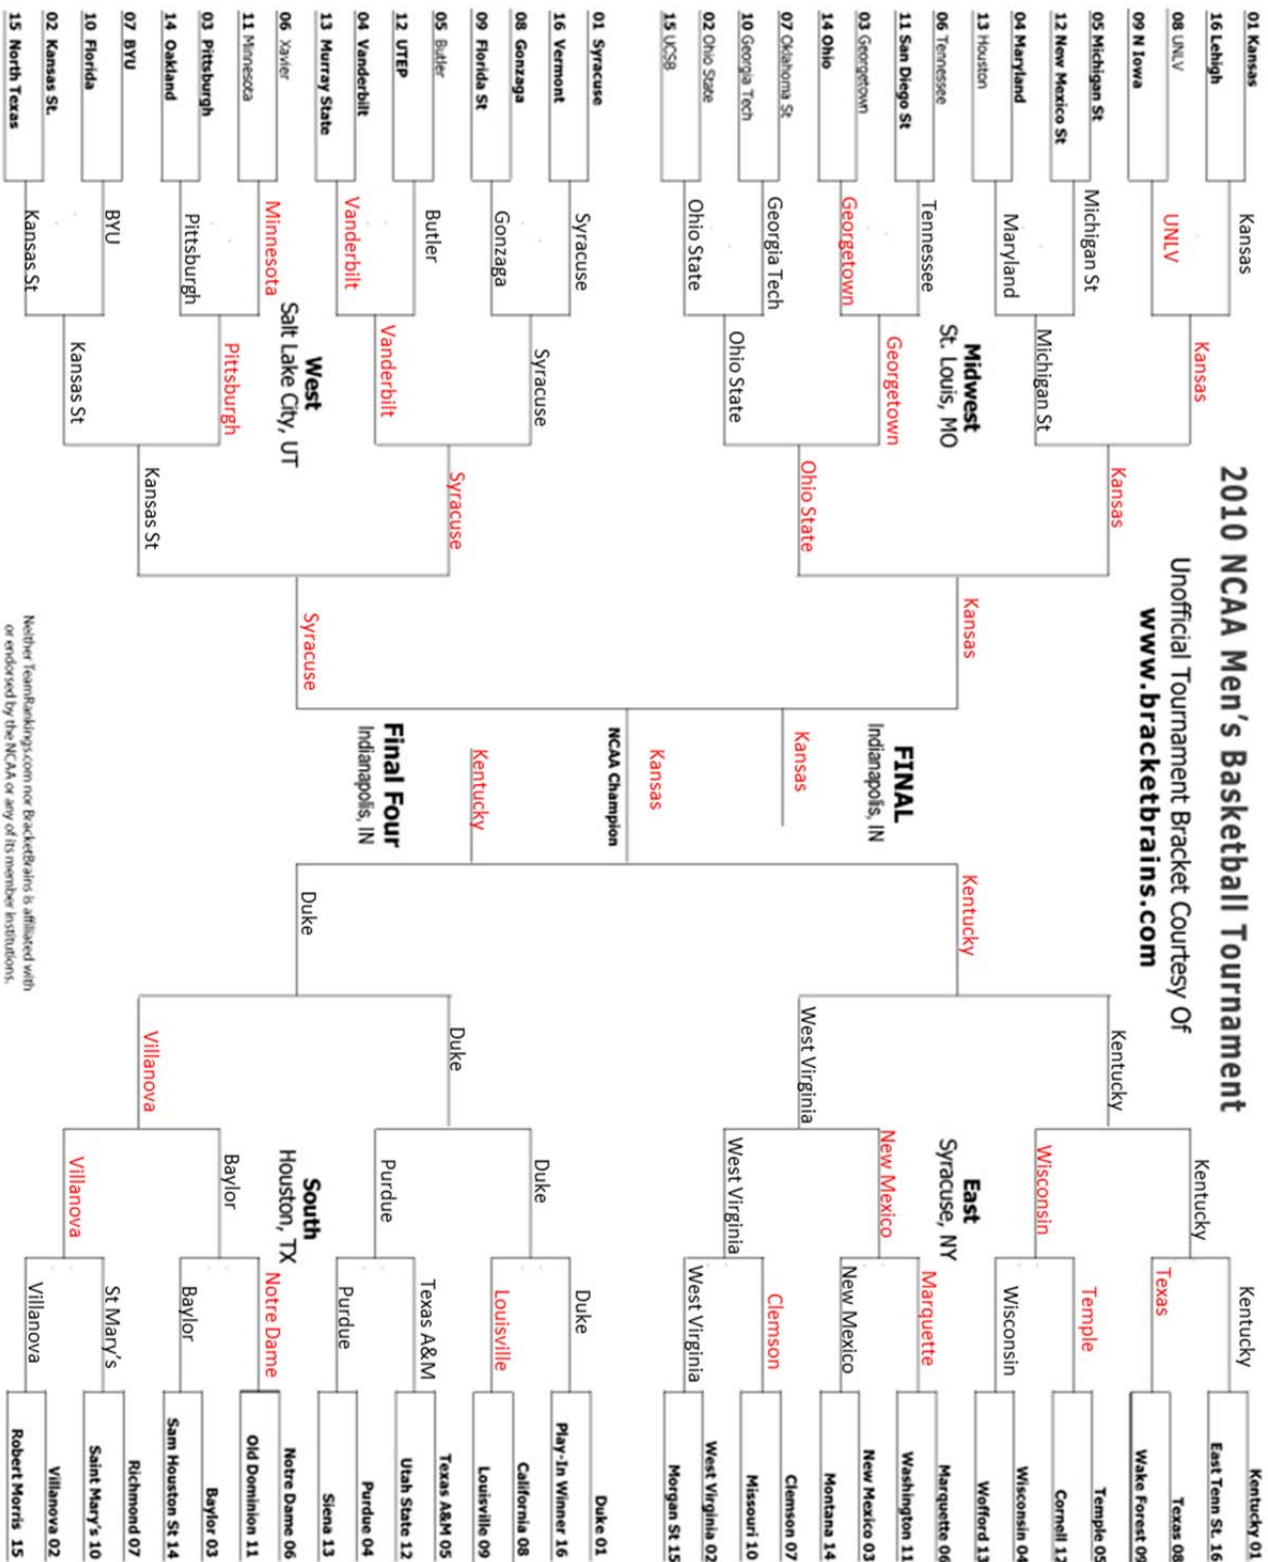 2010 NCAA Men's Basketball Tournament
Unofficial Tournament Bracket Courtesy Of
www.bracketbrains.com
01 Kansas
16 Lehigh
08 UNLV
09 N Iowa
05 Michigan St
12 New Mexico St
04 Maryland
13 Houston
06 Tennessee
11 San Diego St
03 Georgetown
14 Ohio
07 Oklahoma St
10 Georgia Tech
02 Ohio State
15 UCSB
Kansas
UNLV
Michigan St
Maryland
Tennessee
Georgetown
Georgia Tech
Ohio State
Kansas
Michigan St
Georgetown
Ohio State
Midwest
St. Louis, MO
Kansas
Ohio State
Kansas
01 Syracuse
16 Vermont
08 Gonzaga
09 Florida St
05 Butler
12 UTEP
04 Vanderbilt
13 Murray State
06 Xavier
11 Minnesota
03 Pittsburgh
14 Oakland
07 BYU
10 Florida
02 Kansas St.
15 North Texas
Syracuse
Gonzaga
Butler
Vanderbilt
Minnesota
Pittsburgh
BYU
Kansas St
Syracuse
Vanderbilt
Pittsburgh
Kansas St
West
Salt Lake City, UT
Syracuse
Kansas St
Syracuse
FINAL
Indianapolis, IN
Kansas
Kansas
NCAA Champion
Kentucky
Final Four
Indianapolis, IN
Kentucky
Duke
Kentucky
West Virginia
East
Syracuse, NY
Kentucky
Wisconsin
New Mexico
West Virginia
Kentucky
Texas
Temple
Wisconsin
Marquette
New Mexico
Clemson
West Virginia
Kentucky 01
East Tenn St. 16
Texas 08
Wake Forest 09
Temple 05
Cornell 12
Wisconsin 04
Wofford 13
Marquette 06
Washington 11
New Mexico 03
Montana 14
Clemson 07
Missouri 10
West Virginia 02
Morgan St 15
Duke
Villanova
South
Houston, TX
Duke
Purdue
Baylor
Villanova
Duke
Louisville
Texas A&M
Purdue
Notre Dame
Baylor
St Mary's
Villanova
Duke 01
Play-In Winner 16
California 08
Louisville 09
Texas A&M 05
Utah State 12
Purdue 04
Siena 13
Notre Dame 06
Old Dominion 11
Baylor 03
Sam Houston St 14
Richmond 07
Saint Mary's 10
Villanova 02
Robert Morris 15
Neither TeamRankings.com nor BracketBrains is affiliated with
or endorsed by the NCAA or any of its member institutions.